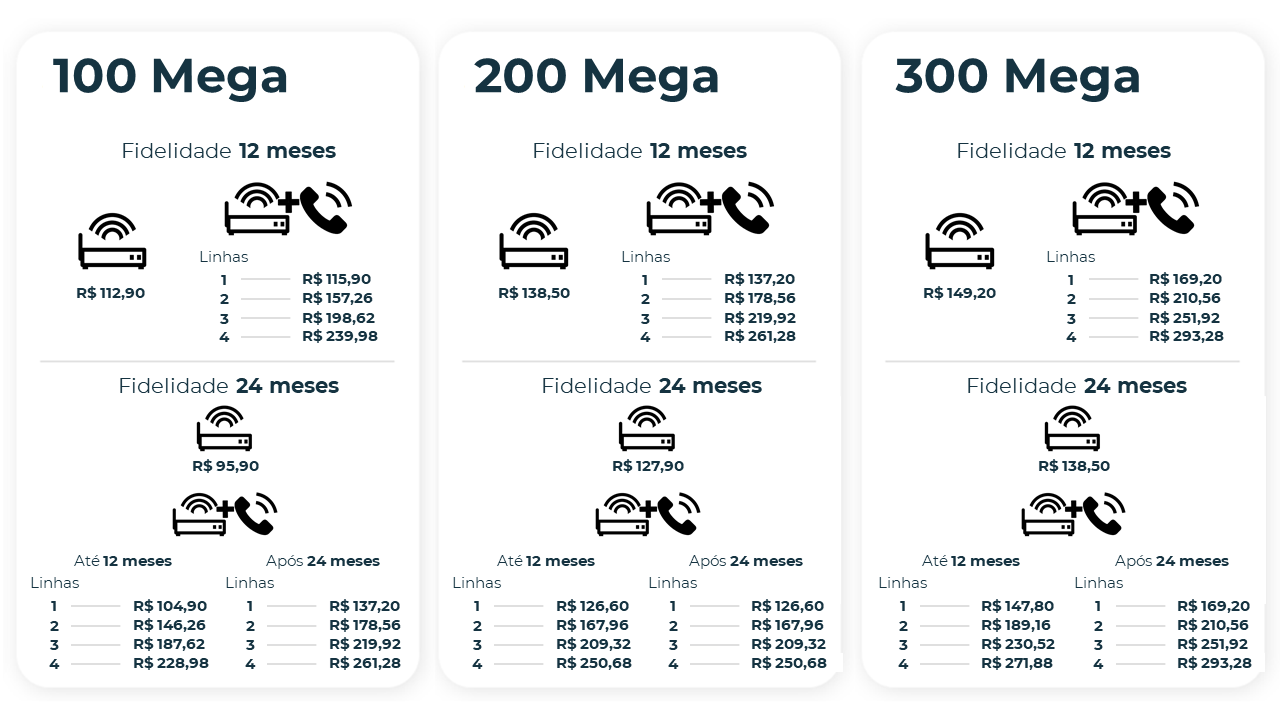 100 Mega
Fidelidade 12 meses
R$ 112,90
Linhas
1 R$ 115,90
2 R$ 157,26
3 R$ 198,62
4 R$ 239,98
Fidelidade 24 meses
R$ 95,90
Até 12 meses
Linhas
1 R$ 104,90
2 R$ 146,26
3 R$ 187,62
4 R$ 228,98
Após 24 meses
Linhas
1 R$ 137,20
2 R$ 178,56
3 R$ 219,92
4 R$ 261,28
200 Mega
Fidelidade 12 meses
R$ 138,50
Linhas
1 R$ 137,20
2 R$ 178,56
3 R$ 219,92
4 R$ 261,28
Fidelidade 24 meses
R$ 127,90
Até 12 meses
Linhas
1 R$ 126,60
2 R$ 167,96
3 R$ 209,32
4 R$ 250,68
Após 24 meses
Linhas
1 R$ 126,60
2 R$ 167,96
3 R$ 209,32
4 R$ 250,68
300 Mega
Fidelidade 12 meses
R$ 149,20
Linhas
1 R$ 169,20
2 R$ 210,56
3 R$ 251,92
4 R$ 293,28
Fidelidade 24 meses
R$ 138,50
Até 12 meses
Linhas
1 R$ 147,80
2 R$ 189,16
3 R$ 230,52
4 R$ 271,88
Após 24 meses
Linhas
1 R$ 169,20
2 R$ 210,56
3 R$ 251,92
4 R$ 293,28